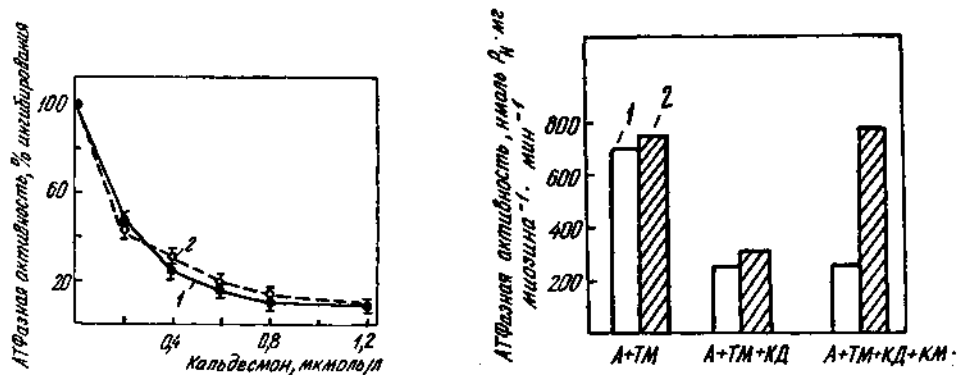 АТФазная активность, % ингибирования
100
60
20
2
1
0,4
0,8
1,2
Кальдесмон, мкмоль/л
АТФазная активность, нмоль Рн · мг
миозина⁻¹ · мин⁻¹
800
600
400
200
1
2
А+ТМ
А+ТМ+КД
А+ТМ+КД+КМ·